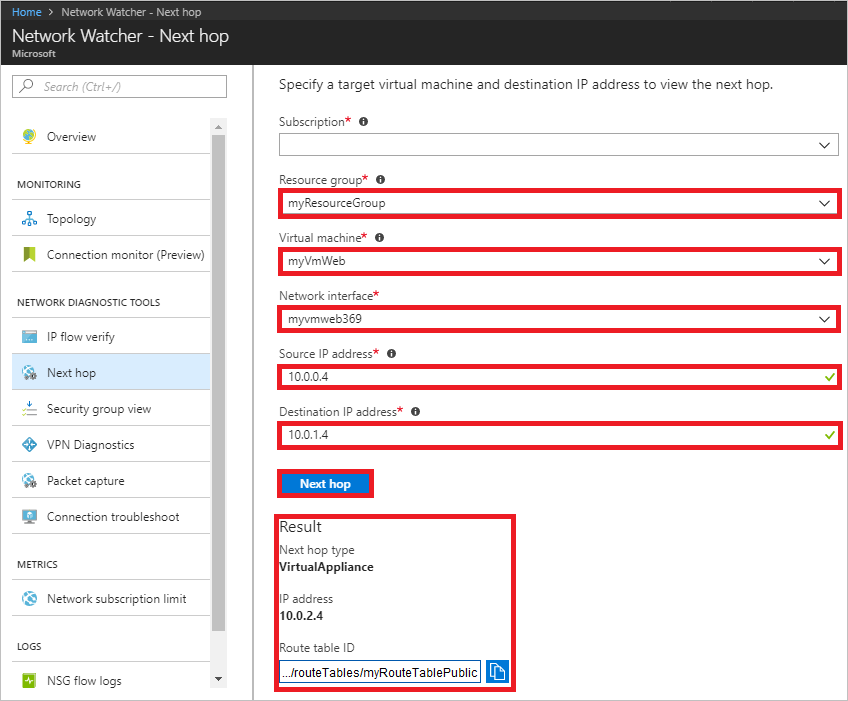 Home > Network Watcher - Next hop
Network Watcher - Next hop
Microsoft
Search (Ctrl+/)
Overview
MONITORING
Topology
Connection monitor (Preview)
NETWORK DIAGNOSTIC TOOLS
IP flow verify
Next hop
Security group view
VPN Diagnostics
Packet capture
Connection troubleshoot
METRICS
Network subscription limit
LOGS
NSG flow logs
Specify a target virtual machine and destination IP address to view the next hop.
Subscription*
Resource group*
myResourceGroup
Virtual machine*
myVmWeb
Network interface*
myvmweb369
Source IP address*
10.0.0.4
Destination IP address*
10.0.1.4
Next hop
Result
Next hop type
VirtualAppliance
IP address
10.0.2.4
Route table ID
.../routeTables/myRouteTablePublic